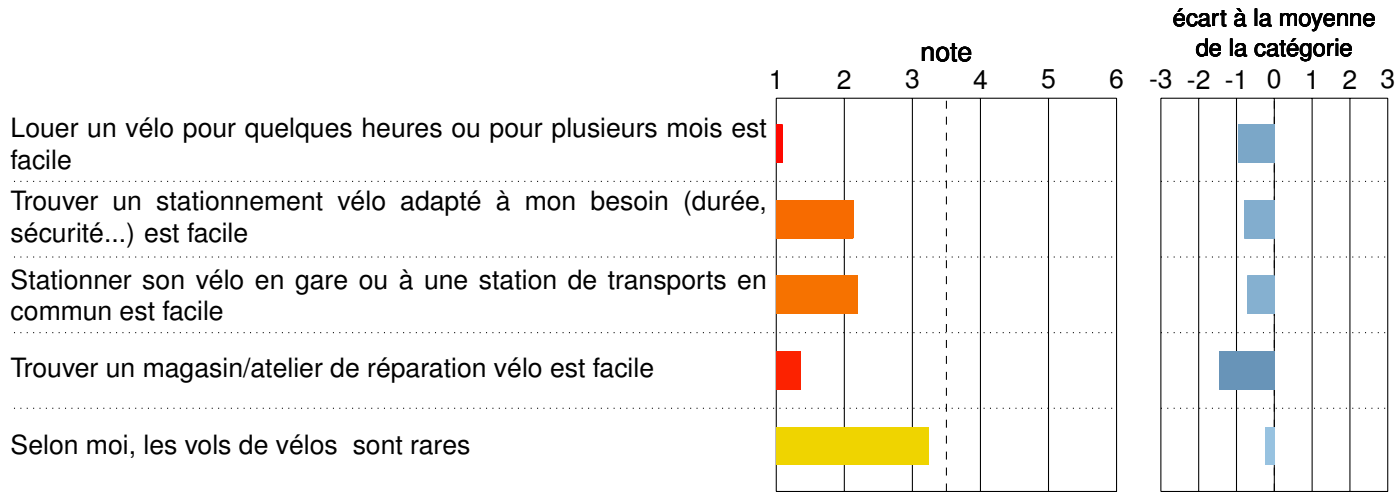 écart à la moyenne
de la catégorie
note
1 2 3 4 5 6
-3 -2 -1 0 1 2 3
Louer un vélo pour quelques heures ou pour plusieurs mois est
facile
Trouver un stationnement vélo adapté à mon besoin (durée,
sécurité...) est facile
Stationner son vélo en gare ou à une station de transports en
commun est facile
Trouver un magasin/atelier de réparation vélo est facile
Selon moi, les vols de vélos sont rares